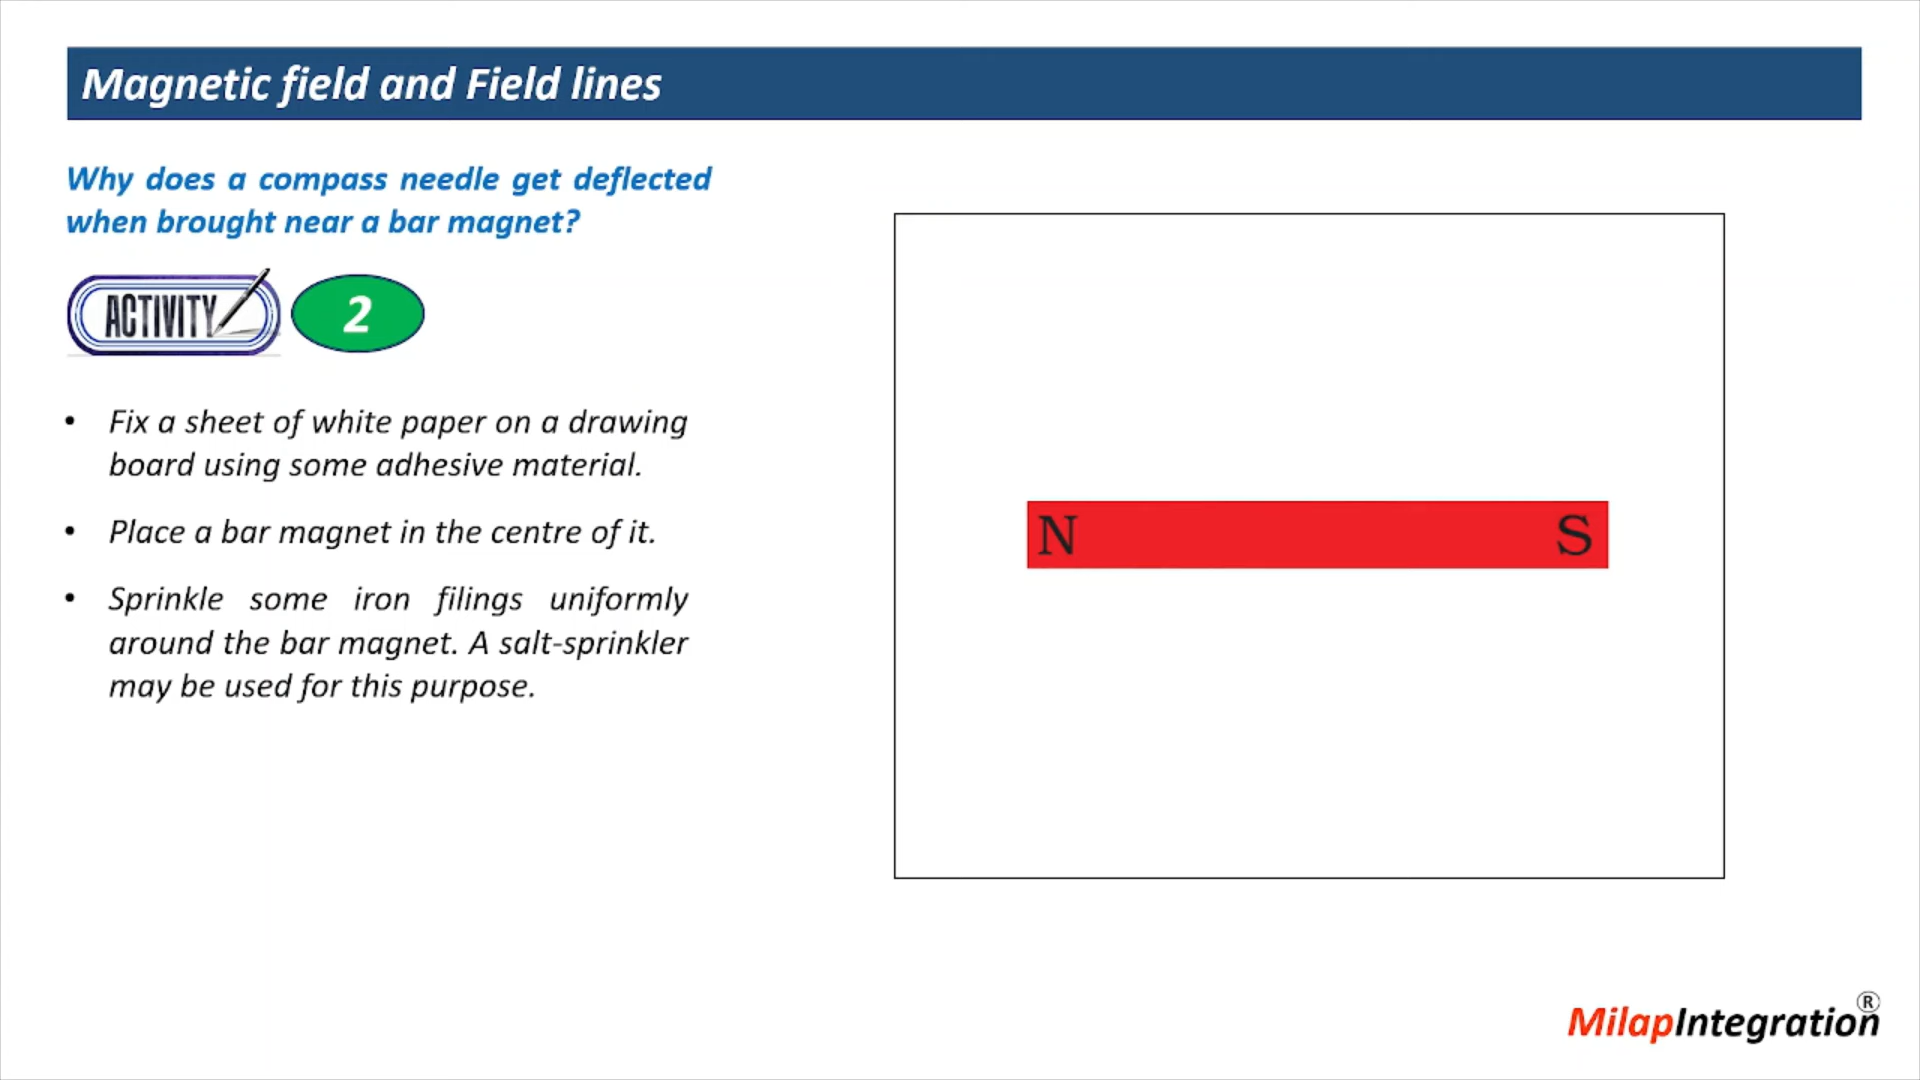 Magnetic field and Field lines
Why does a compass needle get deflected
when brought near a bar magnet?
ACTIVITY 2
• Fix a sheet of white paper on a drawing
board using some adhesive material.
• Place a bar magnet in the centre of it.
• Sprinkle some iron filings uniformly
around the bar magnet. A salt-sprinkler
may be used for this purpose.
N S
MilapIntegration®